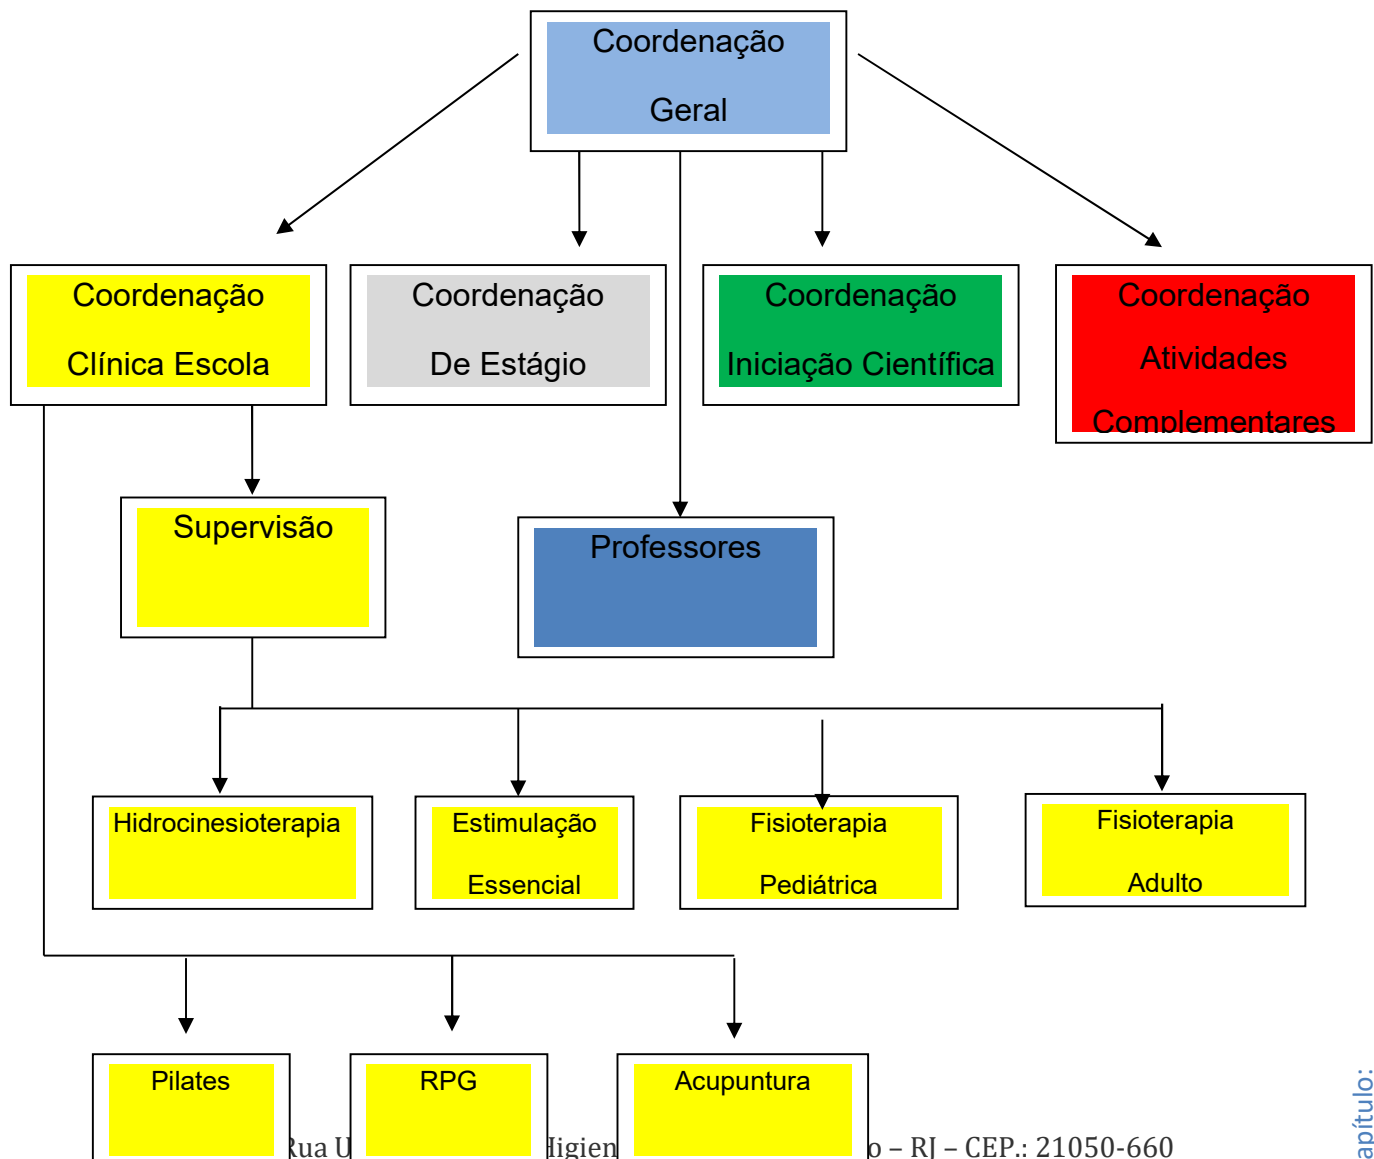 Coordenação
Geral
Coordenação
Clínica Escola
Coordenação
De Estágio
Coordenação
Iniciação Científica
Coordenação
Atividades
Complementares
Supervisão
Professores
Hidrocinesioterapia
Estimulação
Essencial
Fisioterapia
Pediátrica
Fisioterapia
Adulto
Pilates
RPG
Acupuntura
Rua – RJ – CEP.: 21050-660